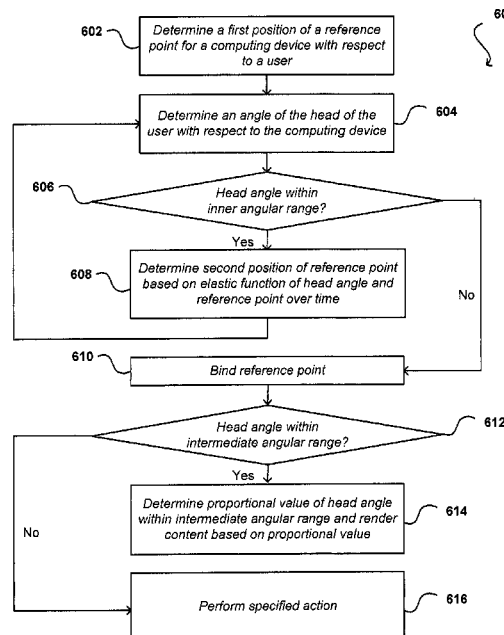 60
602
Determine a first position of a reference
point for a computing device with respect
to a user
Determine an angle of the head of the
user with respect to the computing device
604
606
Head angle within
inner angular range?
Yes
No
608
Determine second position of reference point
based on elastic function of head angle and
reference point over time
610
Bind reference point
Head angle within
intermediate angular range?
612
Yes
No
Determine proportional value of head angle
within intermediate angular range and render
content based on proportional value
614
Perform specified action
616